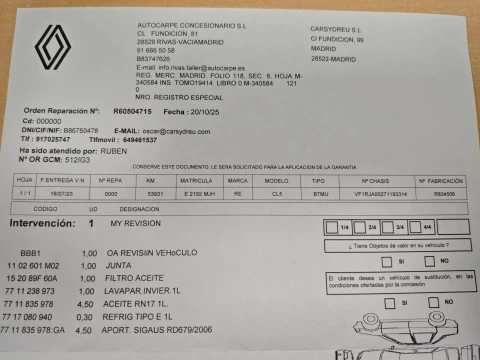 AUTOCARPE CONCESIONARIO S.L
CL FUNDICION, 81
28529 RIVAS-VACIAMADRID
91 666 50 58
B83747626
E-mail: info.rivas.taller@autocarpe.es
REG. MERC. MADRID. FOLIO 118, SEC. 8, HOJA M-
340584 INS. TOMO19414 LIBRO 0 M-340584 121
0
NRO. REGISTRO ESPECIAL
CARSYDREU S L
Cl FUNDICION, 99
MADRID
28522-MADRID
Orden Reparación Nº: R60504715 Fecha : 20/10/25
Cd: 000000
DNI/CIF/NIF: B86750478 E-MAIL: oscar@carsydreu.com
Tlf : 917025747 Tlfmovil : 649461537
Ha sido atendido por: RUBEN
Nº OR GCM: 512IG3
CONSERVE ESTE DOCUMENTO. LE SERA SOLICITADO PARA LA APLICACION DE LA GARANTIA
HOJA F.ENTREGA V.N. Nº REPA KM. MATRICULA MARCA MODELO TIPO Nº CHASIS Nº FABRICACIÓN
1 / 1 18/07/23 0000 53931 E 2192 MJH RE CL5 B7MU VF1RJA00271193314 R834506
CODIGO UD DESIGNACION
Intervención: 1 MY REVISION
1/4 2/4 3/4 4/4
¿ Tiene Objetos de valor en su vehículo ?
SI NO
BBB1 1,00 OA REVISIóN VEHíCULO
11 02 601 M02 1,00 JUNTA
15 20 89F 60A 1,00 FILTRO ACEITE
77 11 238 973 1,00 LAVAPAR.INVIER.1L
77 11 835 978 4,50 ACEITE RN17 1L.
77 17 080 940 0,30 REFRIG TIPO E 1L
77 11 835 978:GA 4,50 APORT. SIGAUS RD679/2006
El cliente desea un vehículo de sustitución, en las
condiciones ofertadas por la concesión
SI NO